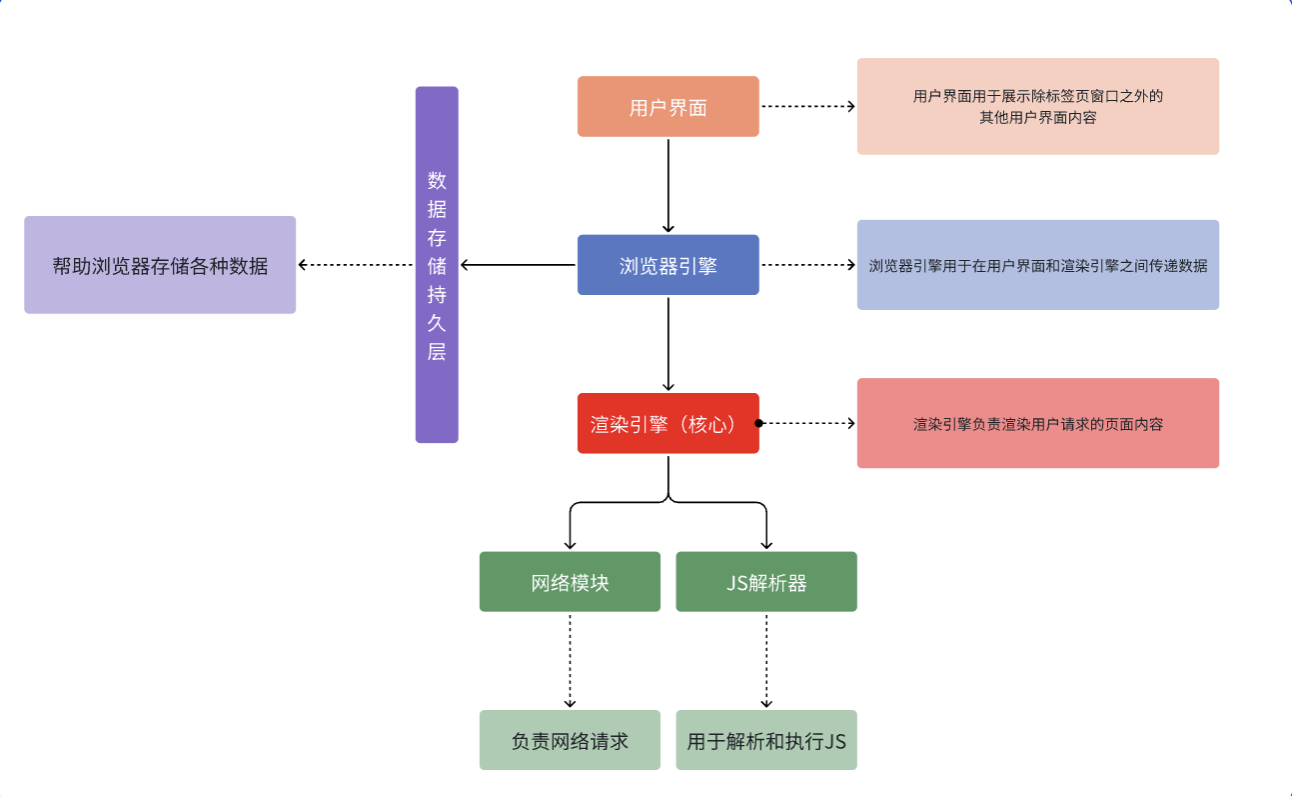 用户界面
用户界面用于展示除标签页窗口之外的
其他用户界面内容
数据存储持久层
帮助浏览器存储各种数据
浏览器引擎
浏览器引擎用于在用户界面和渲染引擎之间传递数据
渲染引擎（核心）
渲染引擎负责渲染用户请求的页面内容
网络模块
JS解析器
负责网络请求
用于解析和执行JS